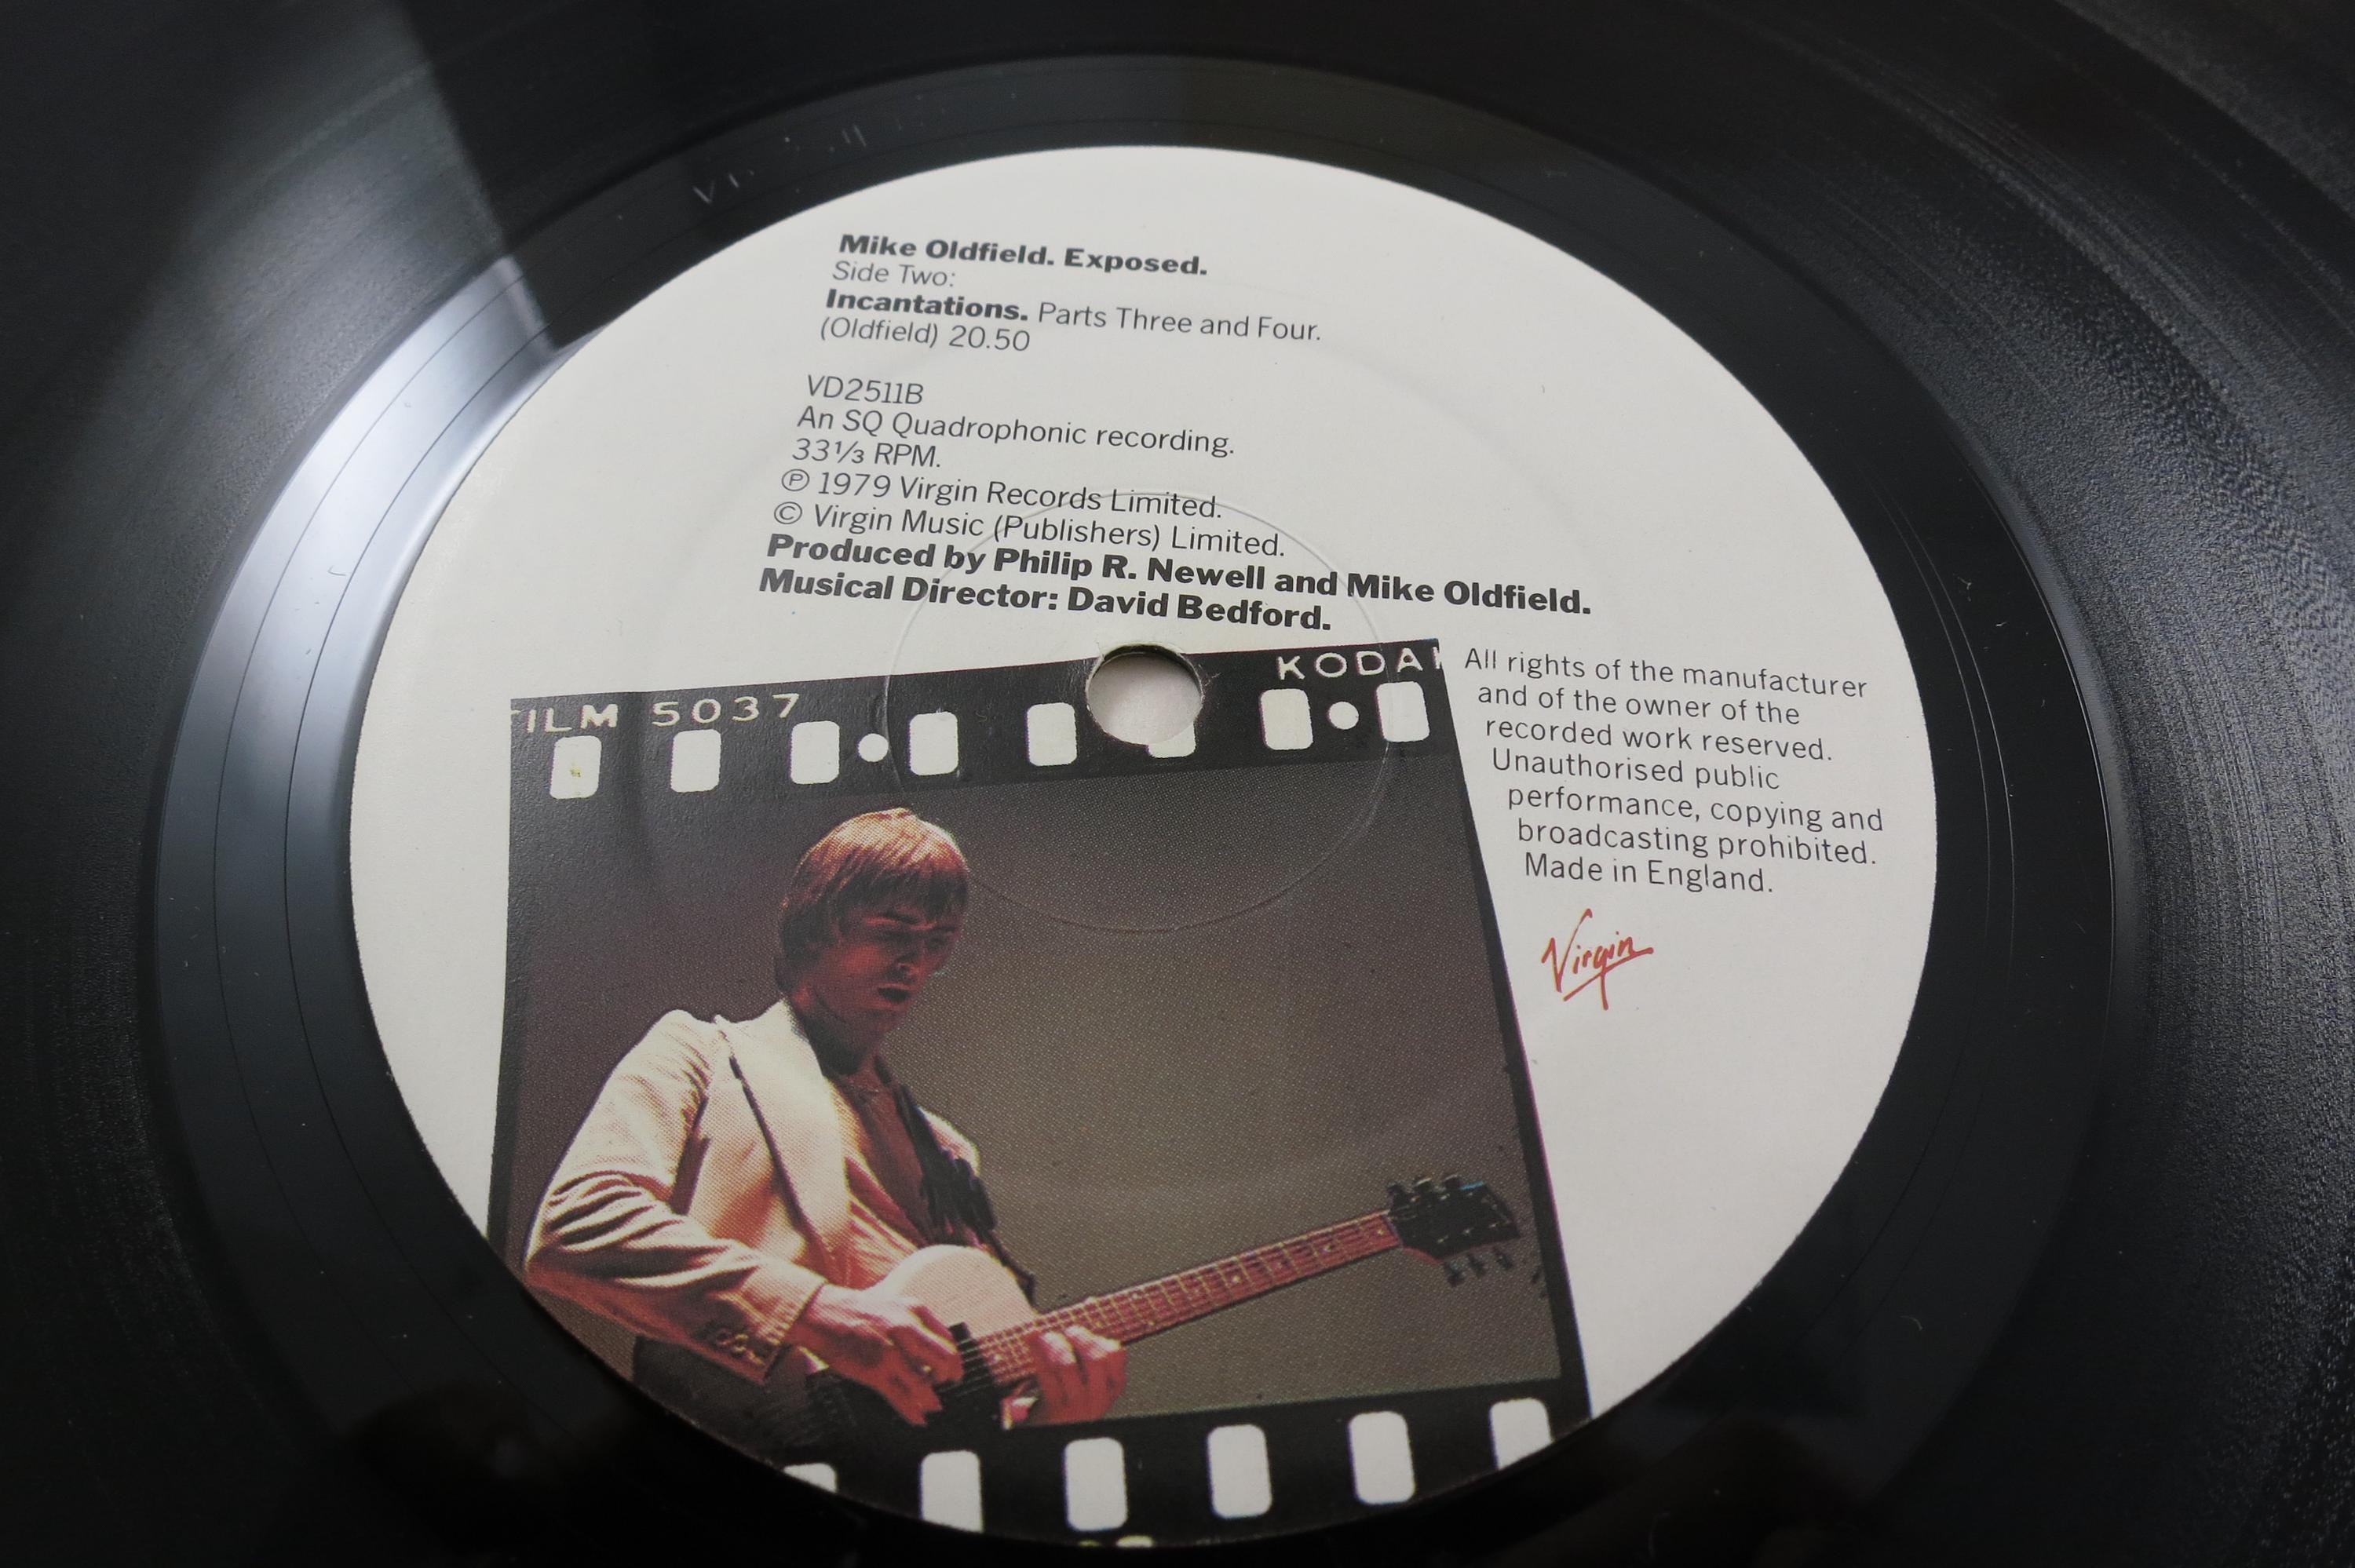 Mike Oldfield. Exposed.
Side Two:
Incantations. Parts Three and Four.
(Oldfield) 20.50
VD2511B
An SQ Quadrophonic recording.
33⅓ RPM.
℗ 1979 Virgin Records Limited.
© Virgin Music (Publishers) Limited.
Produced by Philip R. Newell and Mike Oldfield.
Musical Director: David Bedford.
ILM 5037
KODA
All rights of the manufacturer
and of the owner of the
recorded work reserved.
Unauthorised public
performance, copying and
broadcasting prohibited.
Made in England.
Virgin